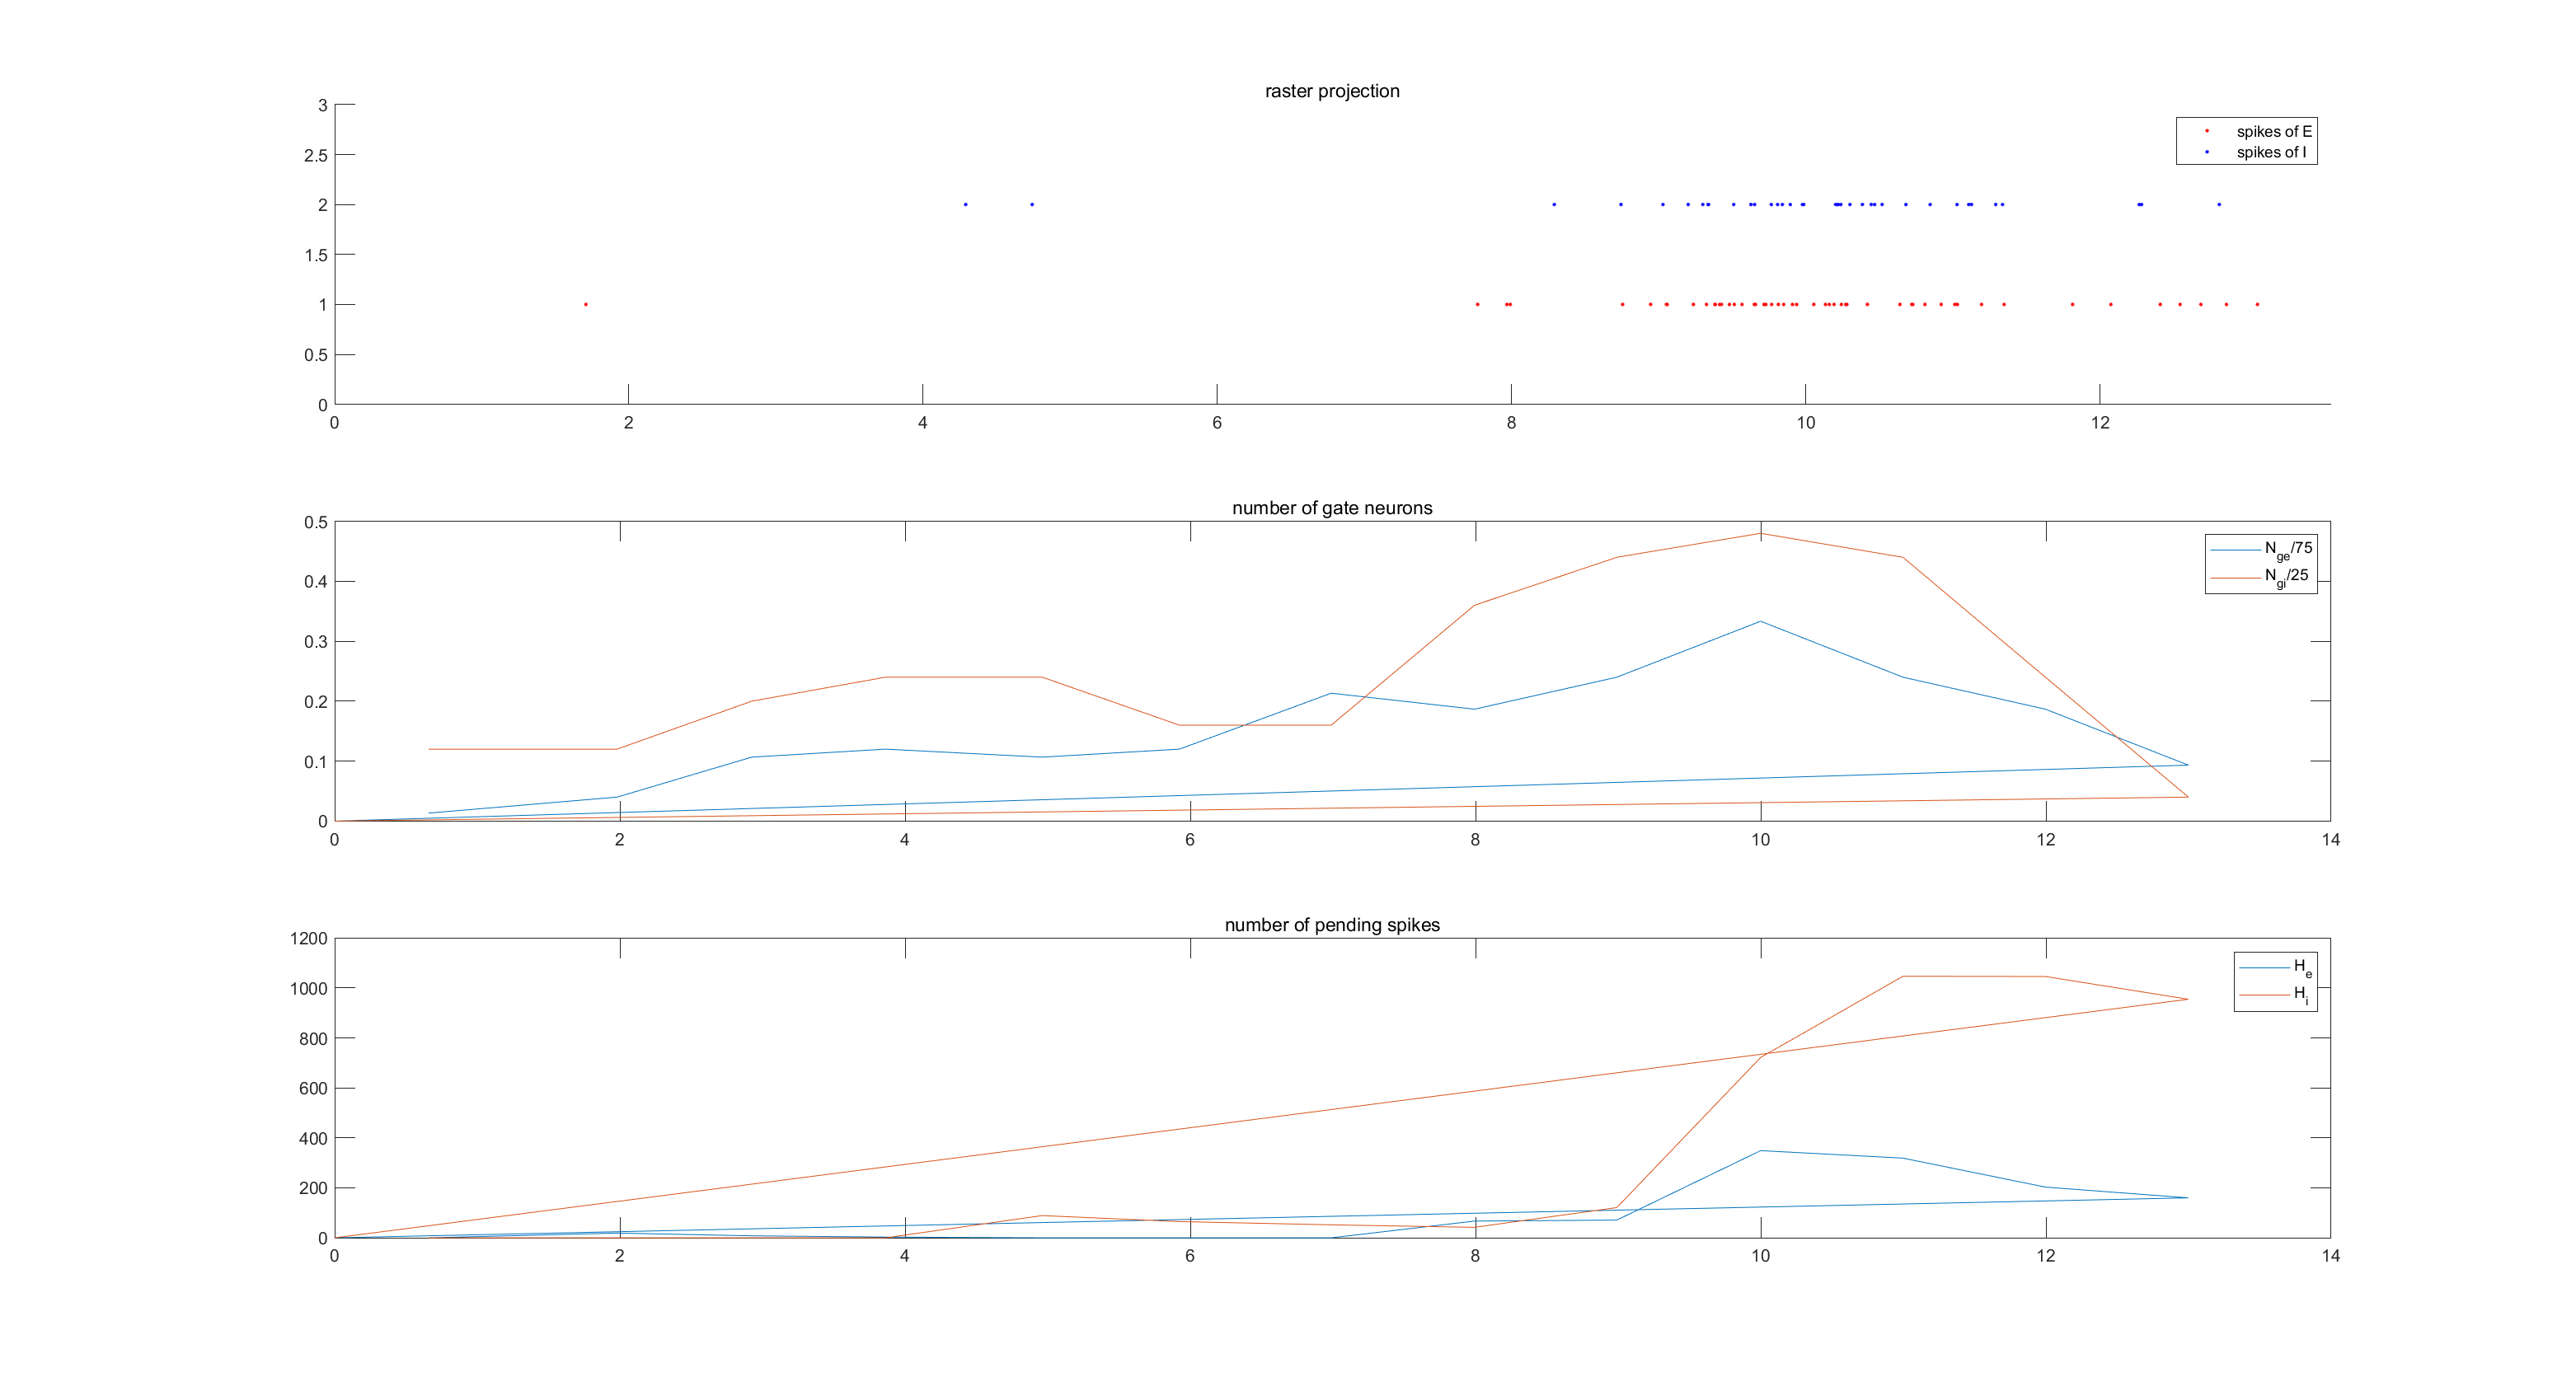 raster projection
3
2.5
2
1.5
1
0.5
0
0 2 4 6 8 10 12
spikes of E
spikes of I
number of gate neurons
0.5
0.4
0.3
0.2
0.1
0
0 2 4 6 8 10 12 14
N_ge/75
N_gi/25
number of pending spikes
1200
1000
800
600
400
200
0
0 2 4 6 8 10 12 14
H_e
H_i